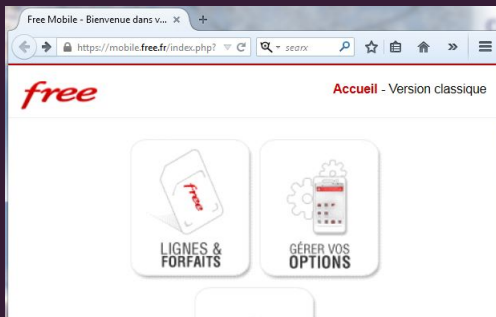 Free Mobile - Bienvenue dans v...
https://mobile.free.fr/index.php?
searx
free
Accueil - Version classique
free
LIGNES &
FORFAITS
GÉRER VOS
OPTIONS